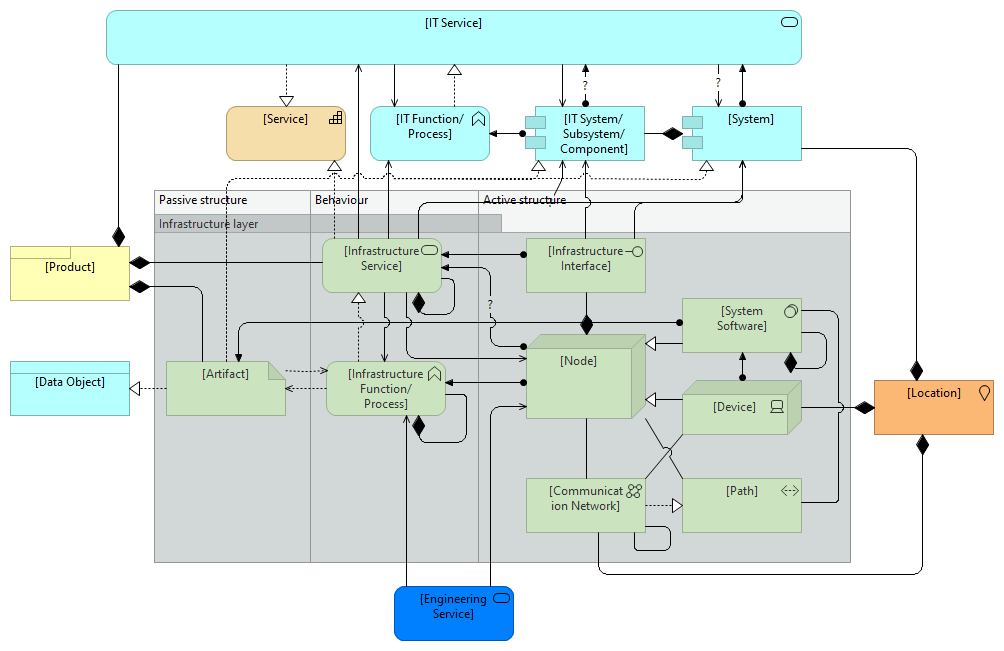 [IT Service]
?
?
[Service]
[IT Function/
Process]
[IT System/
Subsystem/
Component]
[System]
Passive structure
Behaviour
Active structure
Infrastructure layer
[Product]
[Infrastructure
Service]
[Infrastructure
Interface]
?
[System
Software]
[Data Object]
[Artifact]
[Infrastructure
Function/
Process]
[Node]
[Device]
[Location]
[Communicat
ion Network]
[Path]
[Engineering
Service]